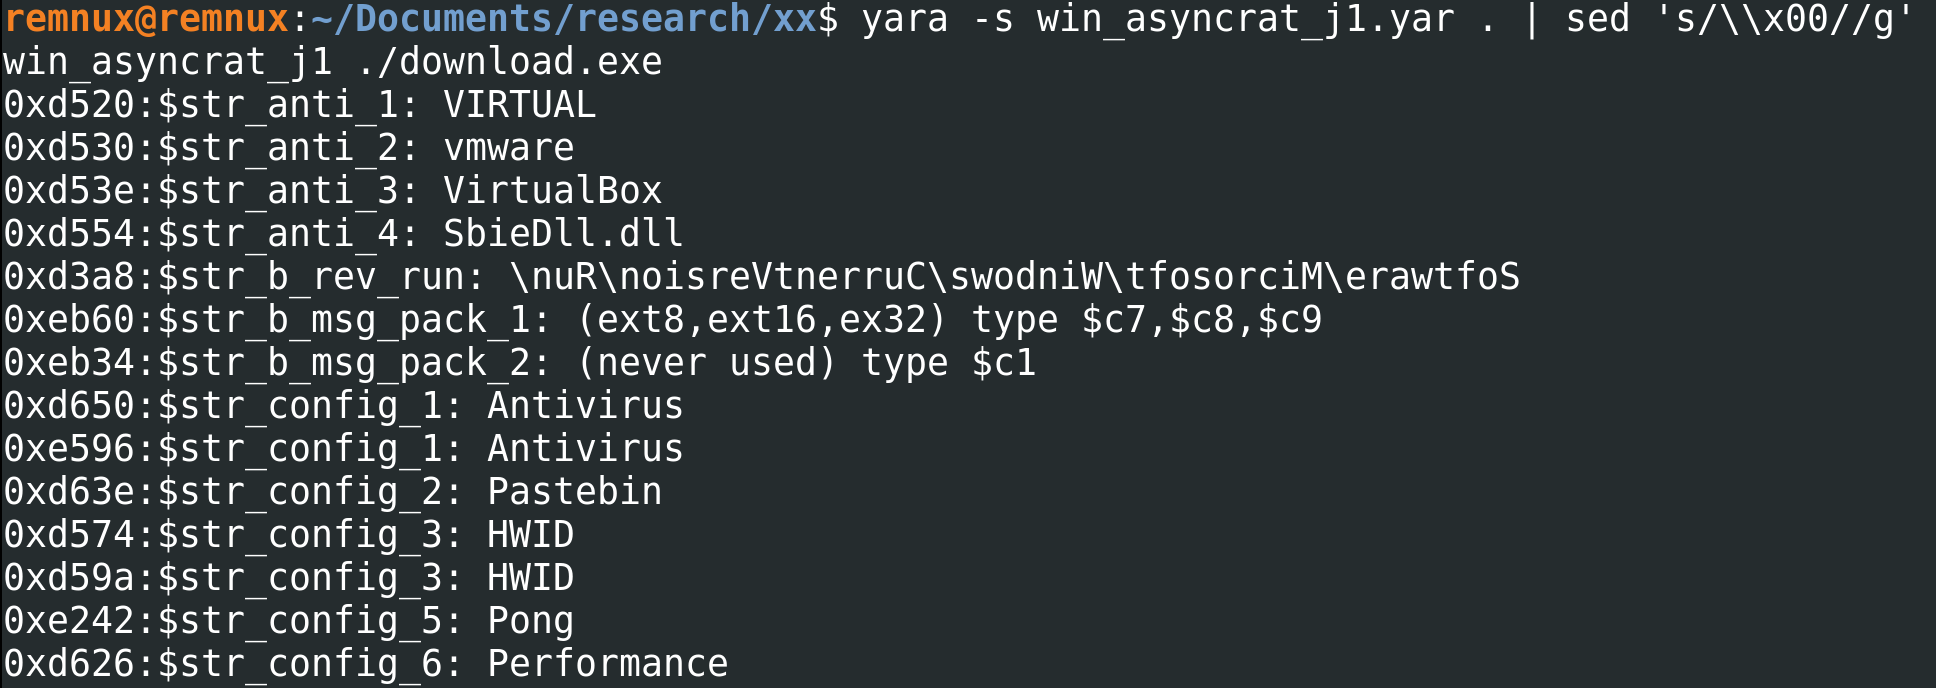 remnux@remnux:~/Documents/research/xx$ yara -s win_asyncrat_j1.yar . | sed 's/\\x00//g'
win_asyncrat_j1 ./download.exe
0xd520:$str_anti_1: VIRTUAL
0xd530:$str_anti_2: vmware
0xd53e:$str_anti_3: VirtualBox
0xd554:$str_anti_4: SbieDll.dll
0xd3a8:$str_b_rev_run: \nuR\noisreVtnerruC\swodniW\tfosorciM\erawtfoS
0xeb60:$str_b_msg_pack_1: (ext8,ext16,ex32) type $c7,$c8,$c9
0xeb34:$str_b_msg_pack_2: (never used) type $c1
0xd650:$str_config_1: Antivirus
0xe596:$str_config_1: Antivirus
0xd63e:$str_config_2: Pastebin
0xd574:$str_config_3: HWID
0xd59a:$str_config_3: HWID
0xe242:$str_config_5: Pong
0xd626:$str_config_6: Performance